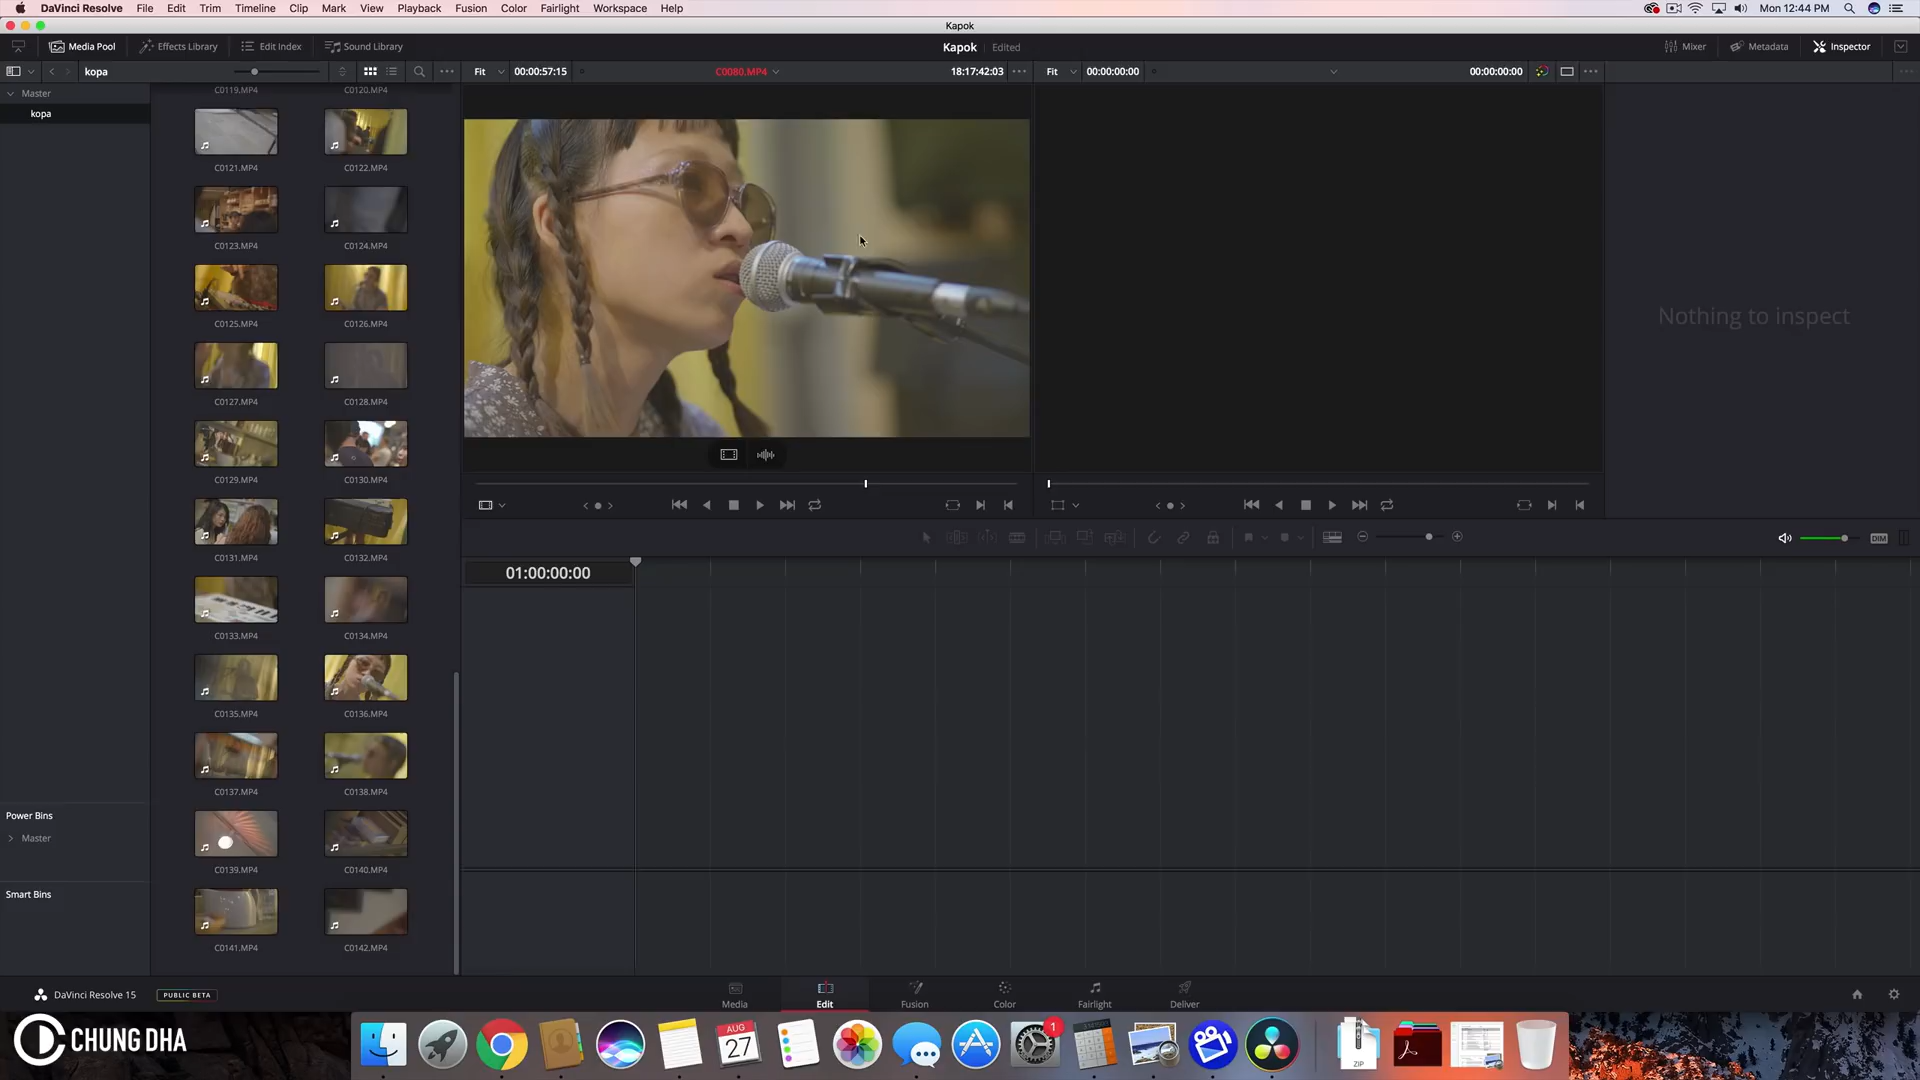 DaVinci Resolve File Edit Trim Timeline Clip Mark View Playback Fusion Color Fairlight Workspace Help Mon 12:44 PM
Kapok
Media Pool Effects Library Edit Index Sound Library Kapok Edited Mixer Metadata Inspector
kopa Fit 00:00:57:15 C0080.MP4 18:17:42:03 Fit 00:00:00:00 00:00:00:00
Master
kopa
C0119.MP4 C0120.MP4
C0121.MP4 C0122.MP4
C0123.MP4 C0124.MP4
C0125.MP4 C0126.MP4
Nothing to inspect
C0127.MP4 C0128.MP4
C0129.MP4 C0130.MP4
C0131.MP4 C0132.MP4
DIM
01:00:00:00
C0133.MP4 C0134.MP4
C0135.MP4 C0136.MP4
C0137.MP4 C0138.MP4
Power Bins
Master
C0139.MP4 C0140.MP4
Smart Bins
C0141.MP4 C0142.MP4
DaVinci Resolve 15 PUBLIC BETA
Media Edit Fusion Color Fairlight Deliver
CHUNG DHA
AUG
27
1
ZIP